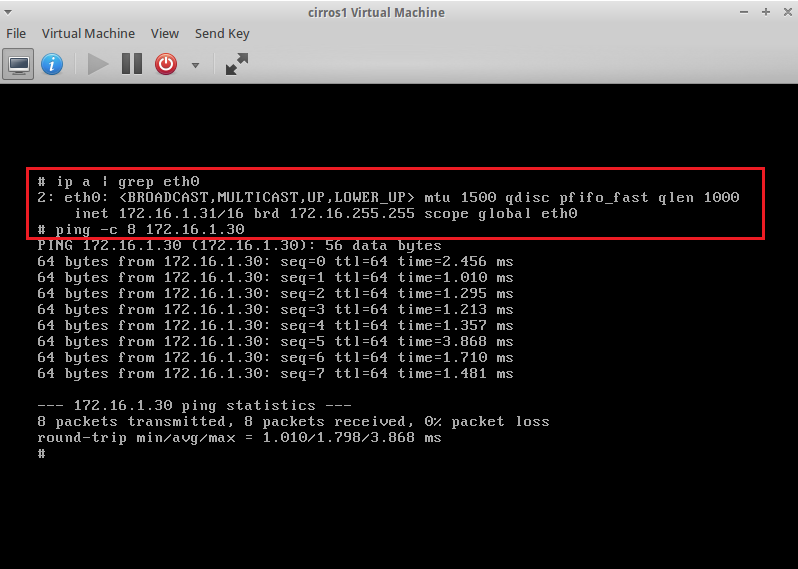 cirros1 Virtual Machine
File Virtual Machine View Send Key
# ip a | grep eth0
2: eth0: <BROADCAST,MULTICAST,UP,LOWER_UP> mtu 1500 qdisc pfifo_fast qlen 1000
    inet 172.16.1.31/16 brd 172.16.255.255 scope global eth0
# ping -c 8 172.16.1.30
PING 172.16.1.30 (172.16.1.30): 56 data bytes
64 bytes from 172.16.1.30: seq=0 ttl=64 time=2.456 ms
64 bytes from 172.16.1.30: seq=1 ttl=64 time=1.010 ms
64 bytes from 172.16.1.30: seq=2 ttl=64 time=1.295 ms
64 bytes from 172.16.1.30: seq=3 ttl=64 time=1.213 ms
64 bytes from 172.16.1.30: seq=4 ttl=64 time=1.357 ms
64 bytes from 172.16.1.30: seq=5 ttl=64 time=3.868 ms
64 bytes from 172.16.1.30: seq=6 ttl=64 time=1.710 ms
64 bytes from 172.16.1.30: seq=7 ttl=64 time=1.481 ms
--- 172.16.1.30 ping statistics ---
8 packets transmitted, 8 packets received, 0% packet loss
round-trip min/avg/max = 1.010/1.798/3.868 ms
#